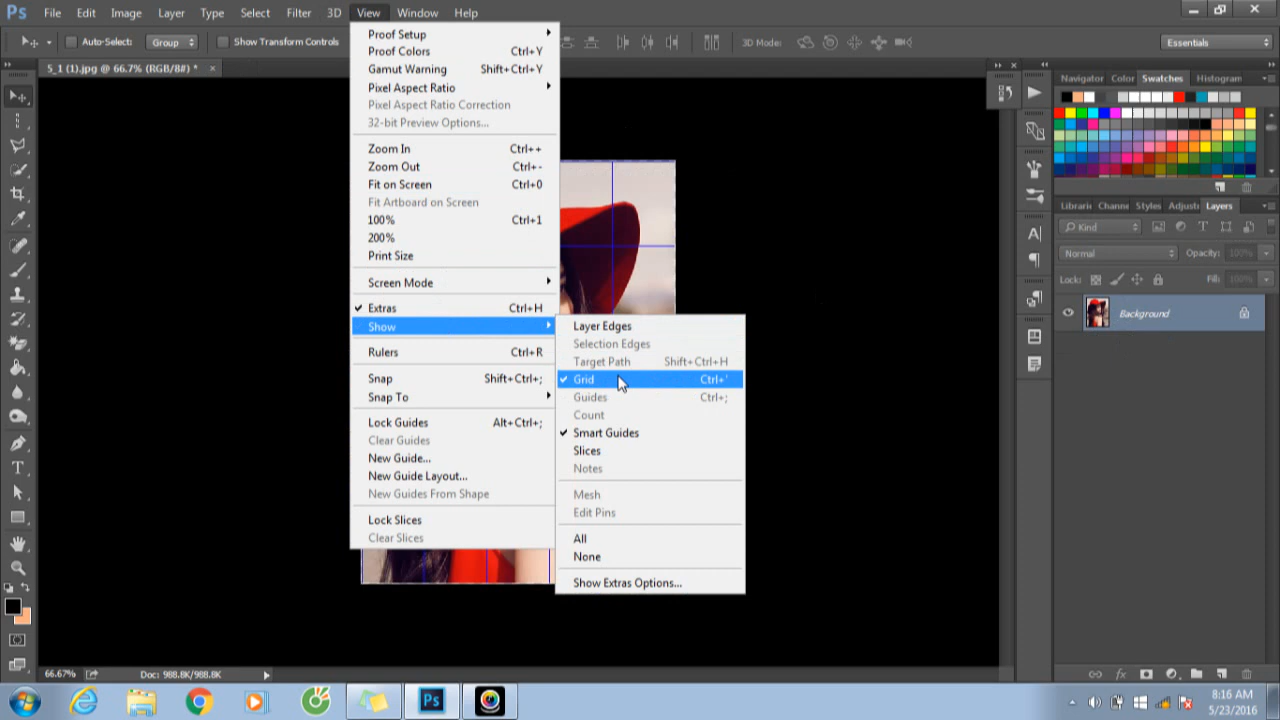 Ps File Edit Image Layer Type Select Filter 3D View Window Help
Auto-Select: Group Show Transform Controls 3D Mode: Essentials
5_1 (1).jpg @ 66.7% (RGB/8#) * ×
Proof Setup
Proof Colors Ctrl+Y
Gamut Warning Shift+Ctrl+Y
Pixel Aspect Ratio
Pixel Aspect Ratio Correction
32-bit Preview Options...
Zoom In Ctrl++
Zoom Out Ctrl+-
Fit on Screen Ctrl+0
Fit Artboard on Screen
100% Ctrl+1
200%
Print Size
Screen Mode
Extras Ctrl+H
Show
Rulers Ctrl+R
Snap Shift+Ctrl+;
Snap To
Lock Guides Alt+Ctrl+;
Clear Guides
New Guide...
New Guide Layout...
New Guides From Shape
Lock Slices
Clear Slices
Layer Edges
Selection Edges
Target Path Shift+Ctrl+H
Grid Ctrl+'
Guides Ctrl+;
Count
Smart Guides
Slices
Notes
Mesh
Edit Pins
All
None
Show Extras Options...
Navigator Color Swatches Histogram
Librari Channe Styles Adjusti Layers
Kind
Normal Opacity: 100%
Lock: Fill: 100%
Background
66.67% Doc: 988.8K/988.8K
8:16 AM
5/23/2016